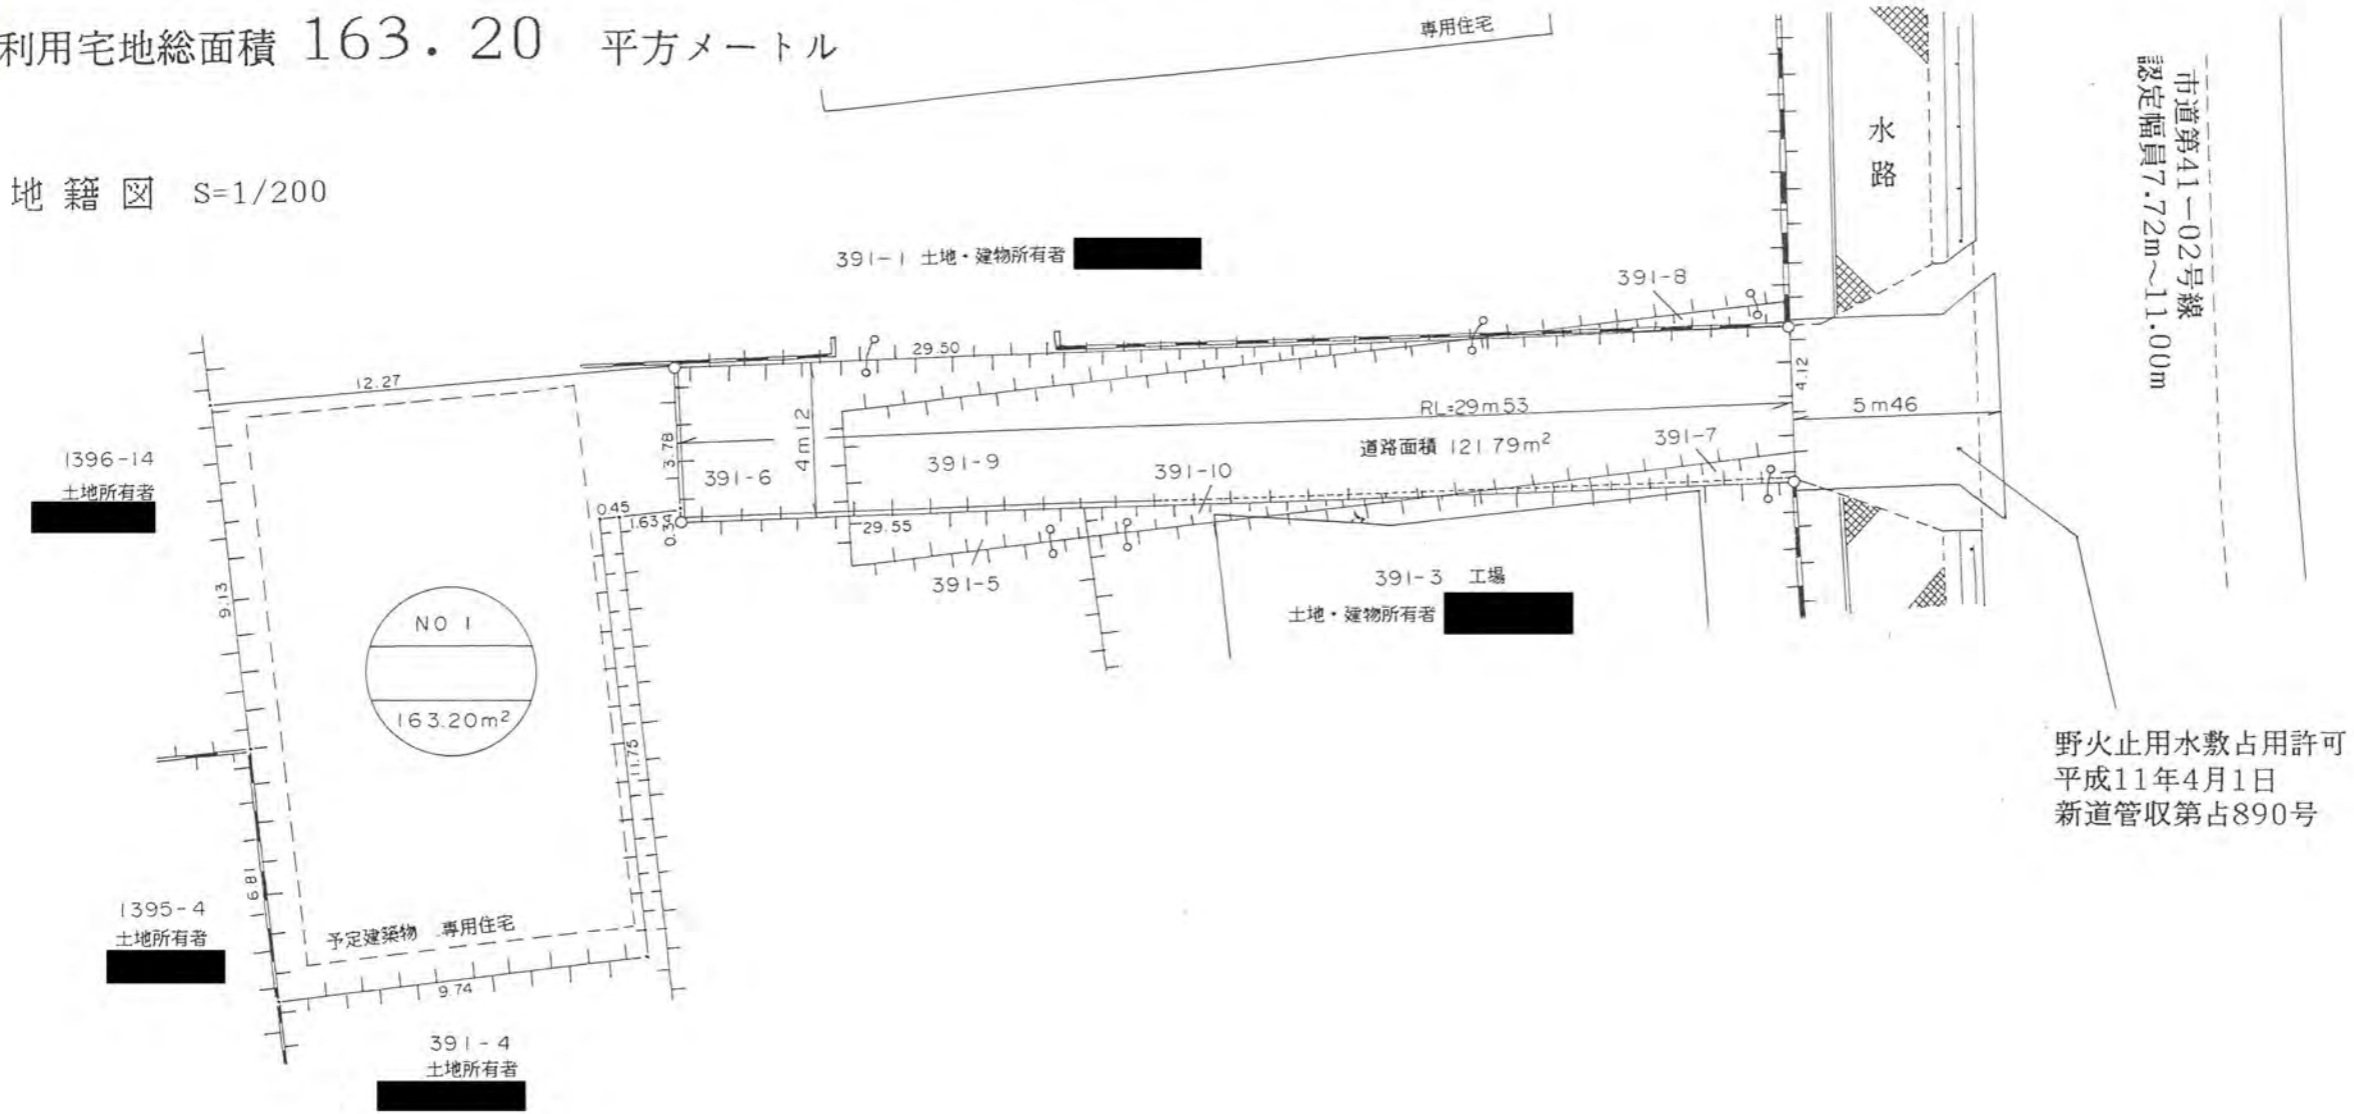 利用宅地総面積 163.20 平方メートル
専用住宅
地籍図 S=1/200
市道第41-02号線
認定幅員7.72m~11.00m
水路
391-1 土地・建物所有者
391-8
29.50
12.27
4.12
RL=29m53
5m46
道路面積 121.79m²
391-7
3.78
4m12
391-6
391-9
391-10
1396-14
土地所有者
0.45
1.63
0.34
29.55
391-5
391-3 工場
土地・建物所有者
9.13
NO 1
163.20m²
11.75
野火止用水敷占用許可
平成11年4月1日
新道管収第占890号
6.81
1395-4
土地所有者
予定建築物 専用住宅
9.74
391-4
土地所有者